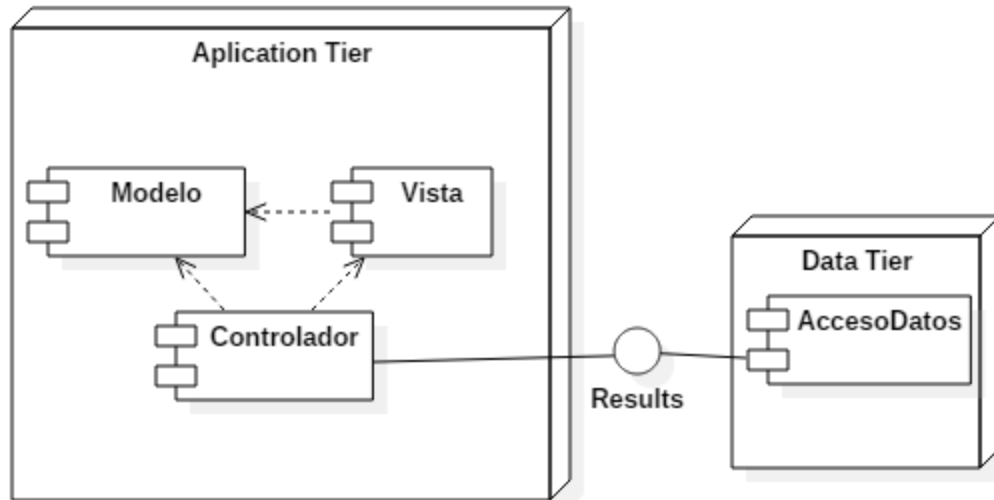 Aplication Tier
Modelo
Vista
Controlador
Results
Data Tier
AccesoDatos